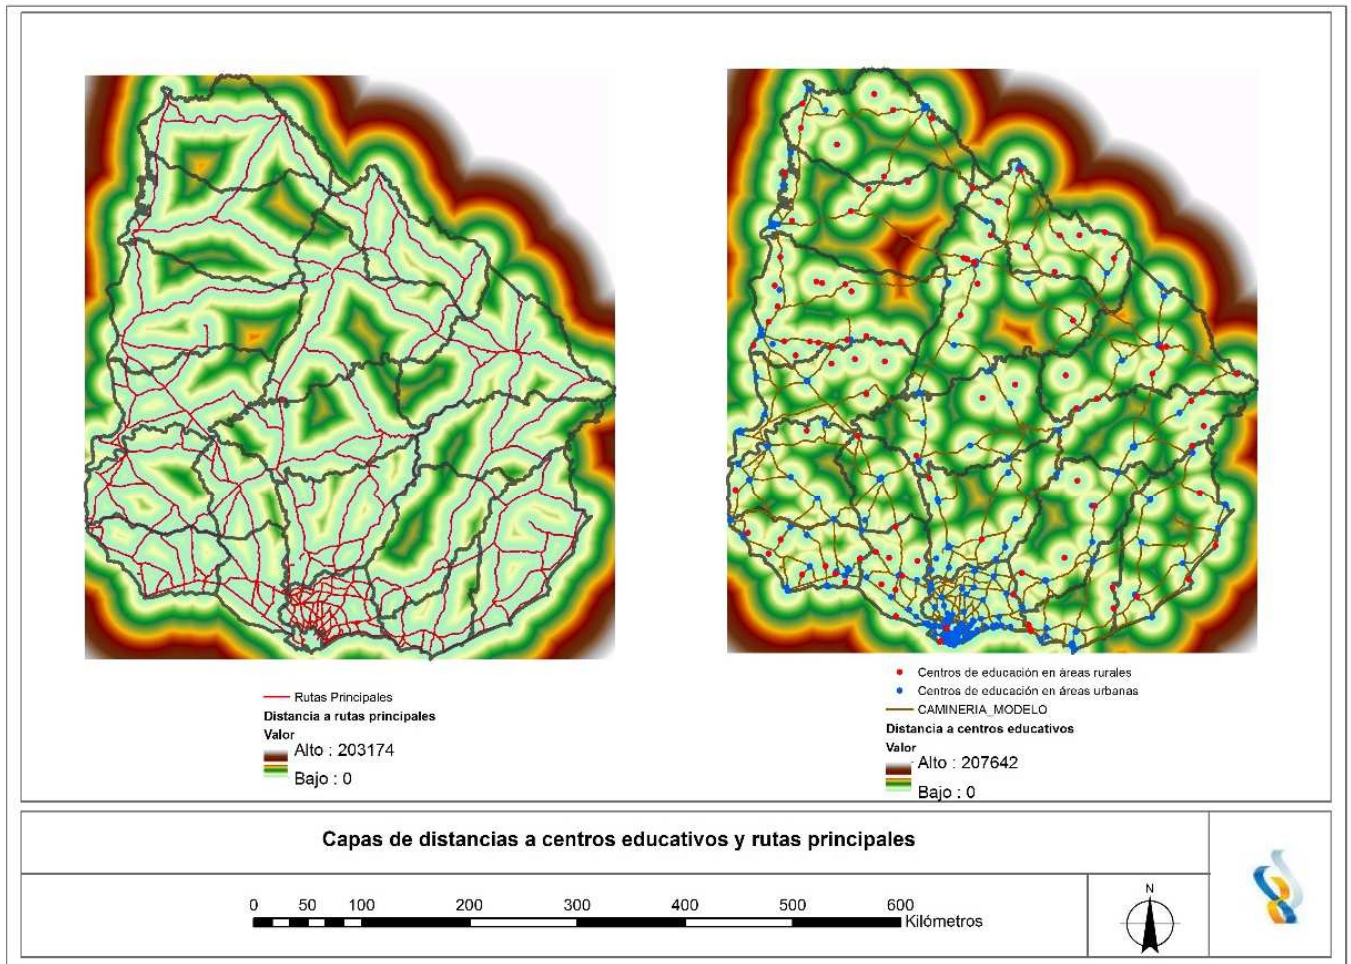 Rutas Principales
Distancia a rutas principales
Valor
Alto : 203174
Bajo : 0
Centros de educación en áreas rurales
Centros de educación en áreas urbanas
CAMINERIA_MODELO
Distancia a centros educativos
Valor
Alto : 207642
Bajo : 0
Capas de distancias a centros educativos y rutas principales
0 50 100 200 300 400 500 600
Kilómetros
N